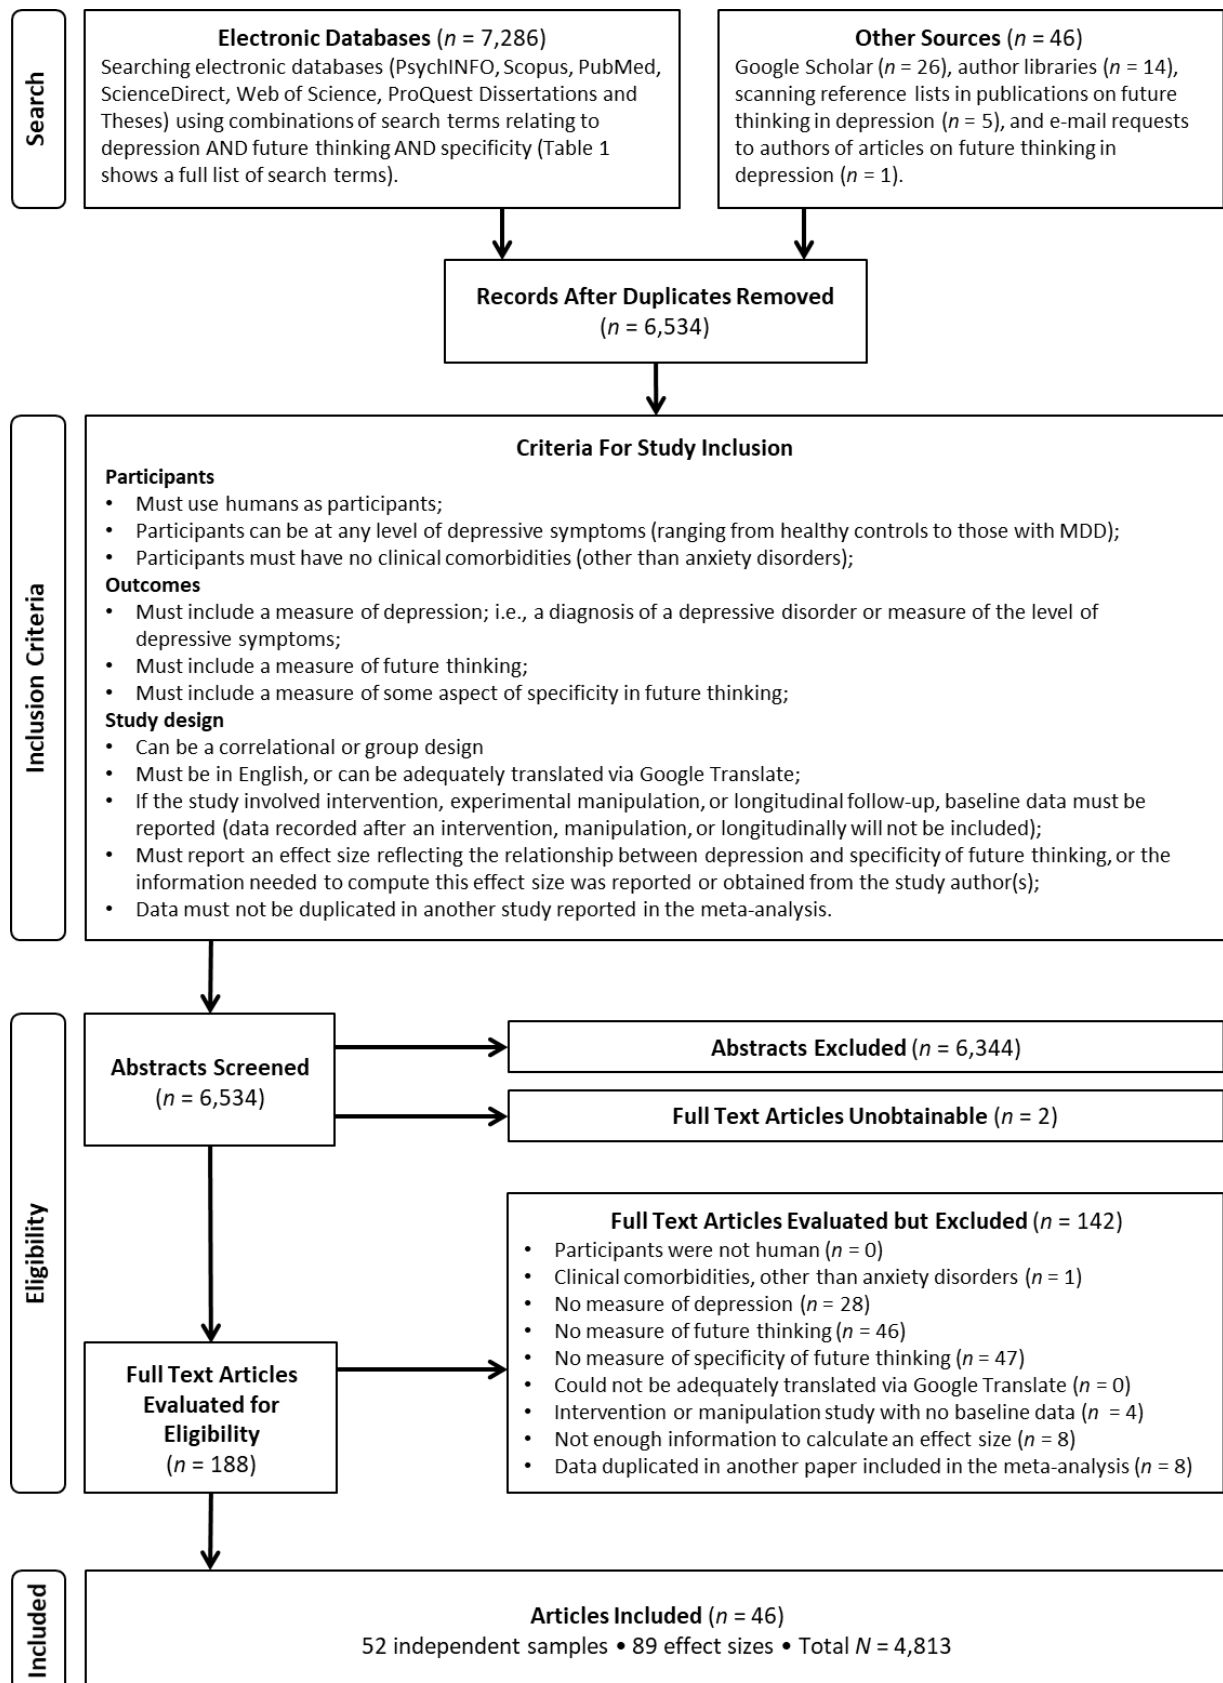 Search
Electronic Databases (n = 7,286)
Searching electronic databases (PsychINFO, Scopus, PubMed,
ScienceDirect, Web of Science, ProQuest Dissertations and
Theses) using combinations of search terms relating to
depression AND future thinking AND specificity (Table 1
shows a full list of search terms).
Other Sources (n = 46)
Google Scholar (n = 26), author libraries (n = 14),
scanning reference lists in publications on future
thinking in depression (n = 5), and e-mail requests
to authors of articles on future thinking in
depression (n = 1).
Records After Duplicates Removed
(n = 6,534)
Inclusion Criteria
Criteria For Study Inclusion
Participants
• Must use humans as participants;
• Participants can be at any level of depressive symptoms (ranging from healthy controls to those with MDD);
• Participants must have no clinical comorbidities (other than anxiety disorders);
Outcomes
• Must include a measure of depression; i.e., a diagnosis of a depressive disorder or measure of the level of
depressive symptoms;
• Must include a measure of future thinking;
• Must include a measure of some aspect of specificity in future thinking;
Study design
• Can be a correlational or group design
• Must be in English, or can be adequately translated via Google Translate;
• If the study involved intervention, experimental manipulation, or longitudinal follow-up, baseline data must be
reported (data recorded after an intervention, manipulation, or longitudinally will not be included);
• Must report an effect size reflecting the relationship between depression and specificity of future thinking, or the
information needed to compute this effect size was reported or obtained from the study author(s);
• Data must not be duplicated in another study reported in the meta-analysis.
Eligibility
Abstracts Screened
(n = 6,534)
Abstracts Excluded (n = 6,344)
Full Text Articles Unobtainable (n = 2)
Full Text Articles
Evaluated for
Eligibility
(n = 188)
Full Text Articles Evaluated but Excluded (n = 142)
• Participants were not human (n = 0)
• Clinical comorbidities, other than anxiety disorders (n = 1)
• No measure of depression (n = 28)
• No measure of future thinking (n = 46)
• No measure of specificity of future thinking (n = 47)
• Could not be adequately translated via Google Translate (n = 0)
• Intervention or manipulation study with no baseline data (n = 4)
• Not enough information to calculate an effect size (n = 8)
• Data duplicated in another paper included in the meta-analysis (n = 8)
Included
Articles Included (n = 46)
52 independent samples • 89 effect sizes • Total N = 4,813